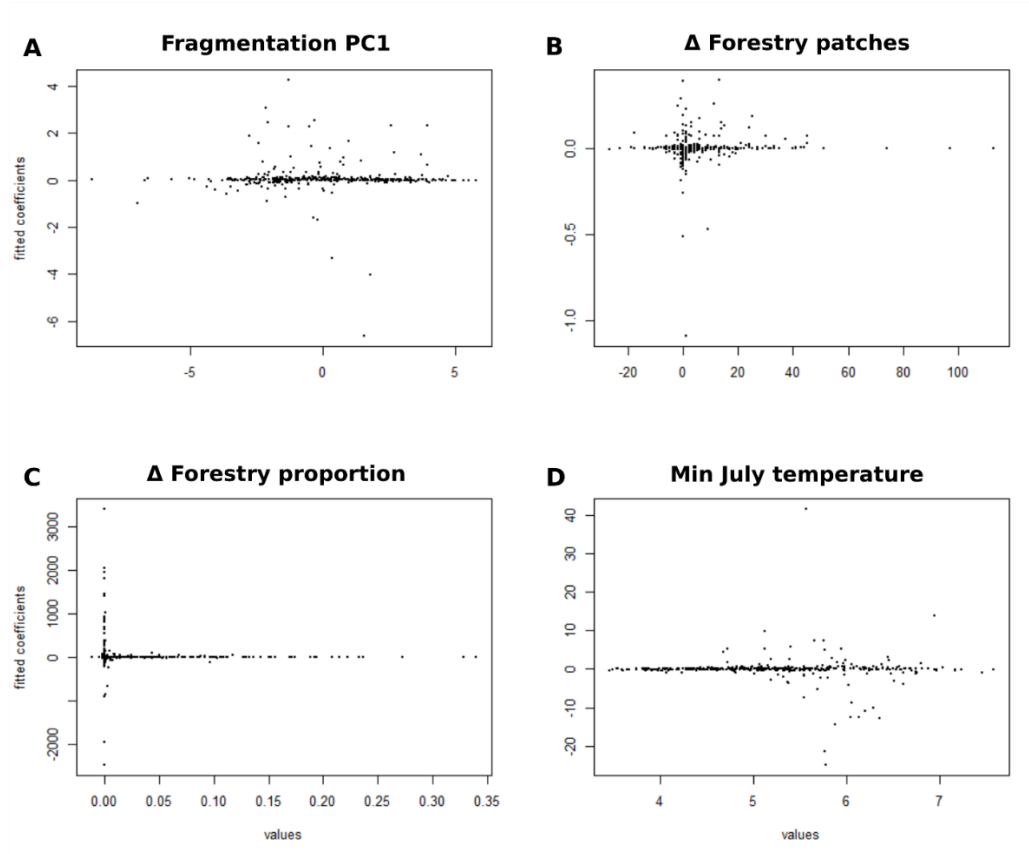 A Fragmentation PC1
4
2
0
-2
-4
-6
fitted coefficients
-5 0 5
B Δ Forestry patches
0.0
-0.5
-1.0
-20 0 20 40 60 80 100
C Δ Forestry proportion
3000
2000
1000
0
-2000
fitted coefficients
0.00 0.05 0.10 0.15 0.20 0.25 0.30 0.35
values
D Min July temperature
40
30
20
10
0
-10
-20
4 5 6 7
values